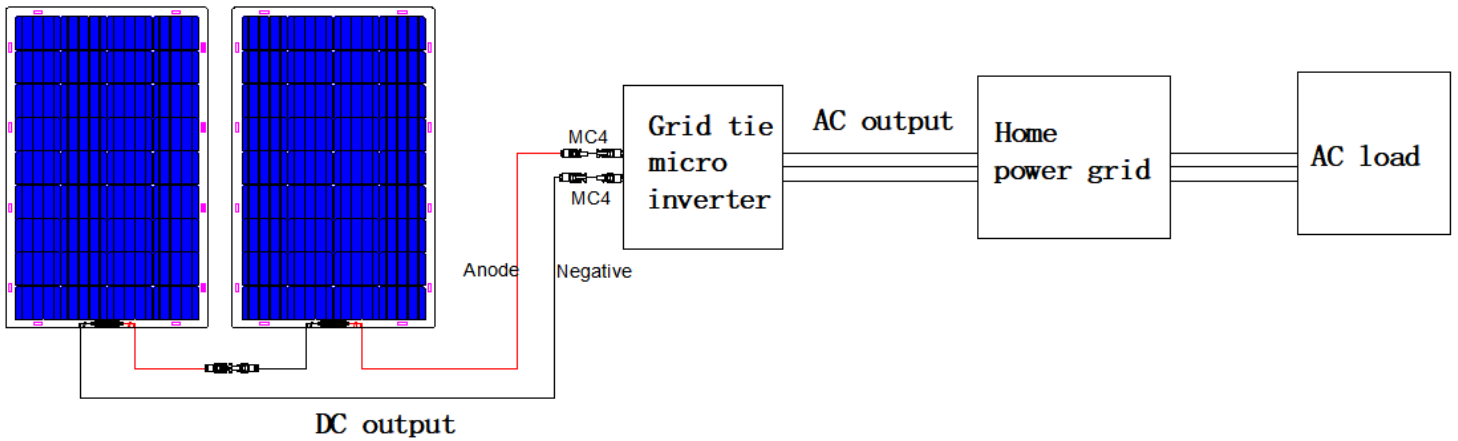 MC4
MC4
Grid tie
micro
inverter
AC output
Home
power grid
AC load
Anode
Negative
DC output